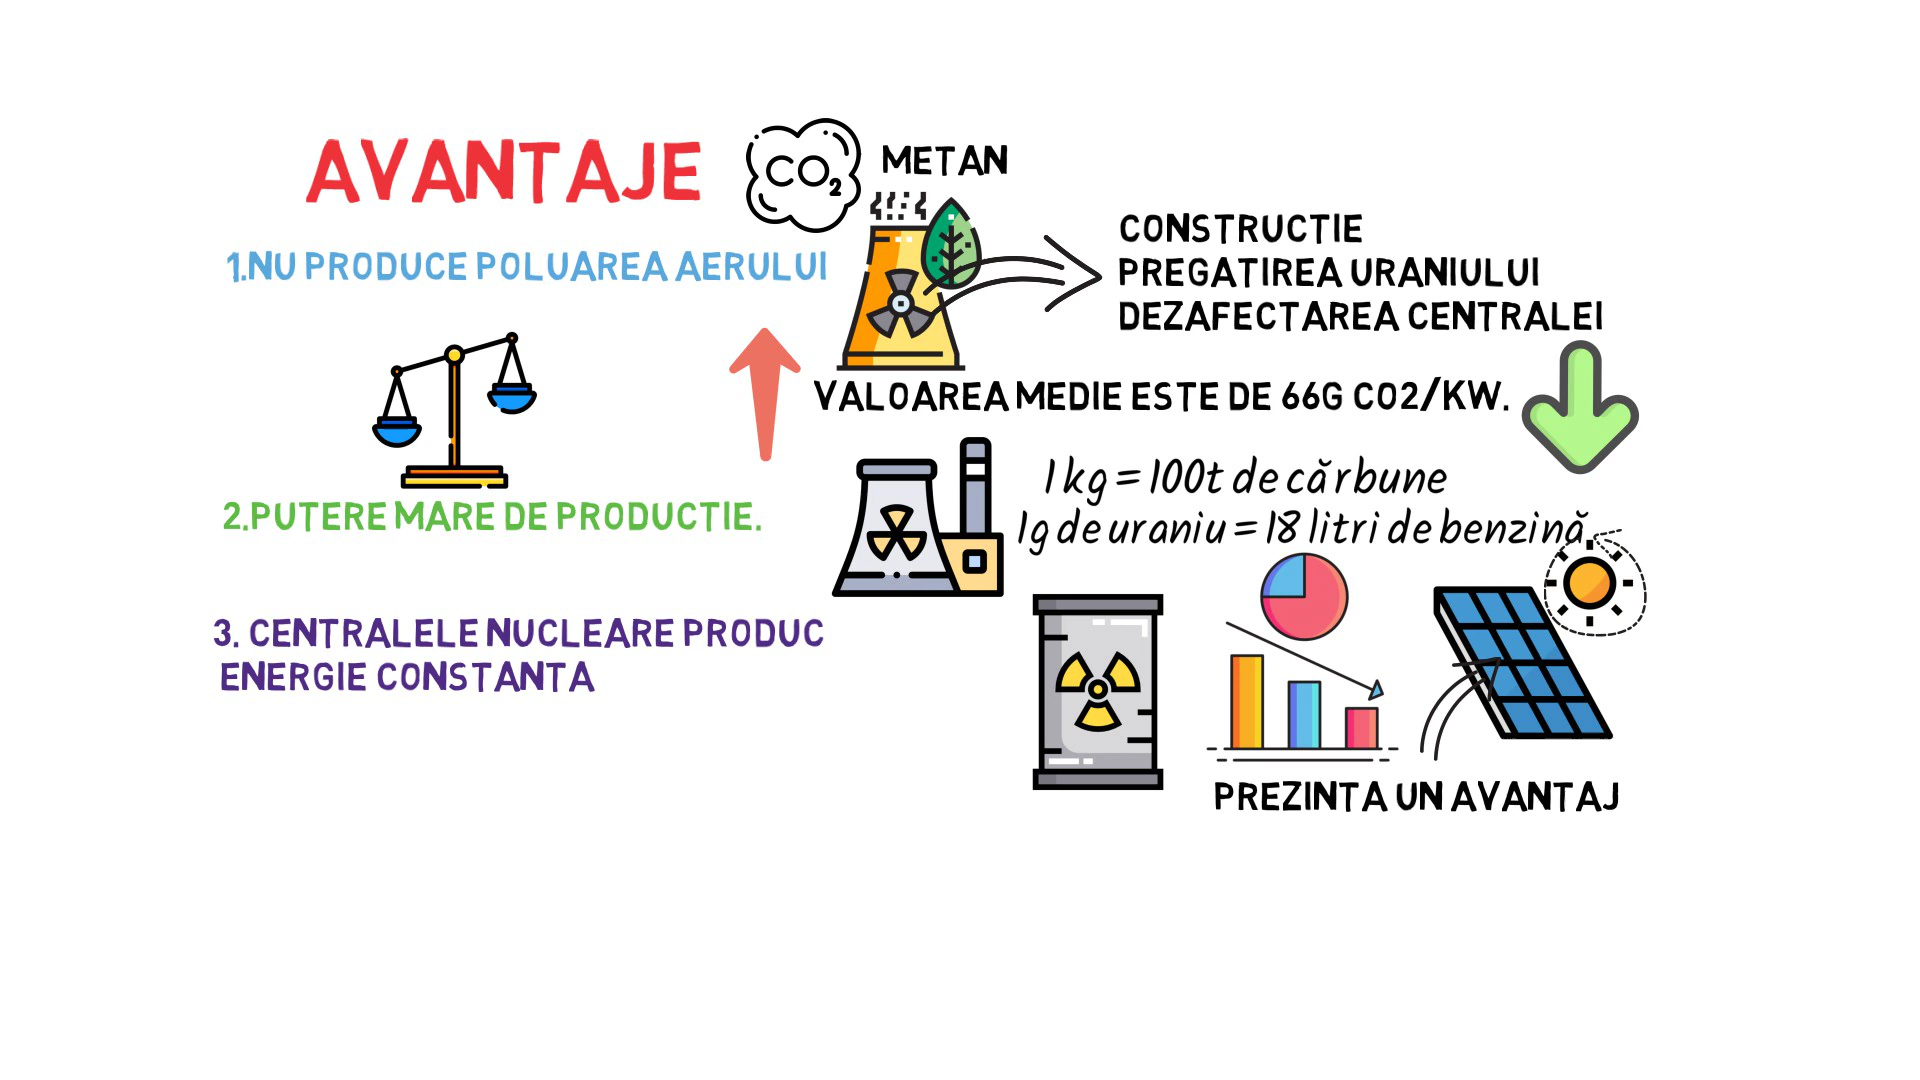 AVANTAJE
CO2
METAN
1.NU PRODUCE POLUAREA AERULUI
CONSTRUCTIE
PREGATIREA URANIULUI
DEZAFECTAREA CENTRALEI
VALOAREA MEDIE ESTE DE 66G CO2/KW.
1 kg = 100t de cărbune
2.PUTERE MARE DE PRODUCTIE.
1g de uraniu = 18 litri de benzină
3. CENTRALELE NUCLEARE PRODUC
ENERGIE CONSTANTA
PREZINTA UN AVANTAJ